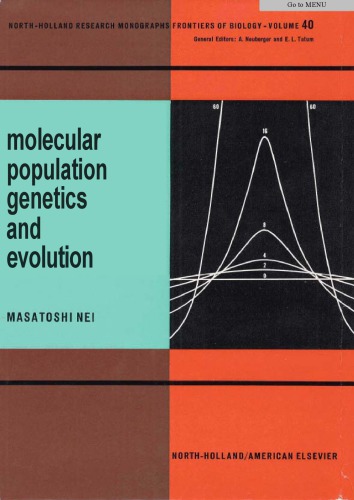 Go to MENU
NORTH-HOLLAND RESEARCH MONOGRAPHS FRONTIERS OF BIOLOGY-VOLUME 40
General Editors: A. Neuberger and E. L. Tatum
60 60
16
8
4
2
0
molecular
population
genetics
and
evolution
MASATOSHI NEI
NORTH-HOLLAND/AMERICAN ELSEVIER